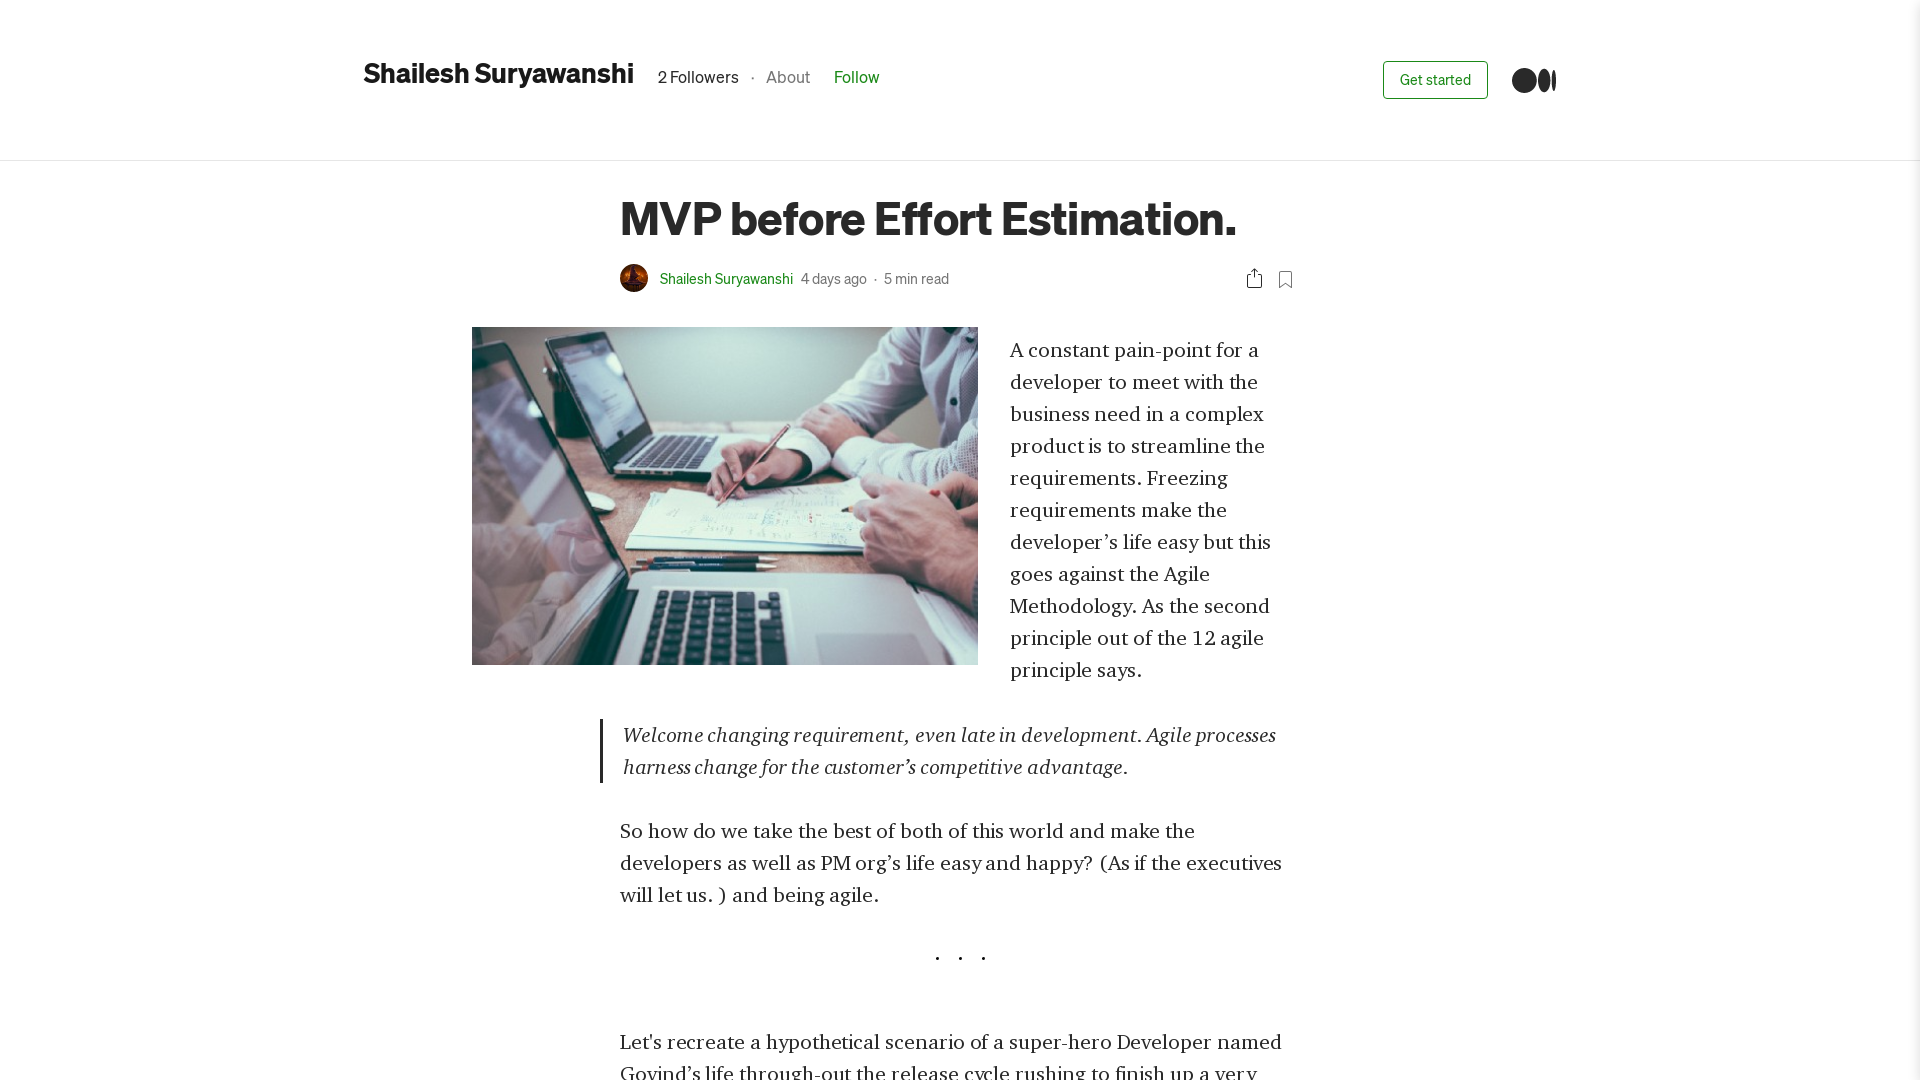 Shailesh Suryawanshi
2 Followers · About Follow
Get started
MVP before Effort Estimation.
Shailesh Suryawanshi 4 days ago · 5 min read
A constant pain-point for a
developer to meet with the
business need in a complex
product is to streamline the
requirements. Freezing
requirements make the
developer’s life easy but this
goes against the Agile
Methodology. As the second
principle out of the 12 agile
principle says.
Welcome changing requirement, even late in development. Agile processes
harness change for the customer’s competitive advantage.
So how do we take the best of both of this world and make the
developers as well as PM org’s life easy and happy? (As if the executives
will let us. ) and being agile.
. . .
Let's recreate a hypothetical scenario of a super-hero Developer named
Govind’s life through-out the release cycle rushing to finish up a very